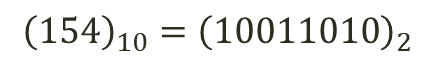 (154)₁₀ = (10011010)₂